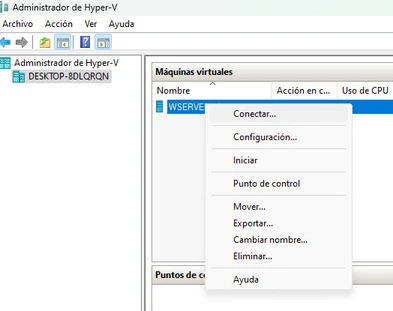 Administrador de Hyper-V
Archivo Acción Ver Ayuda
Administrador de Hyper-V
DESKTOP-8DLQRQN
Máquinas virtuales
Nombre Acción en c... Uso de CPU
WSERVE
Conectar...
Configuración...
Iniciar
Punto de control
Mover...
Exportar...
Cambiar nombre...
Eliminar...
Ayuda
Puntos de co